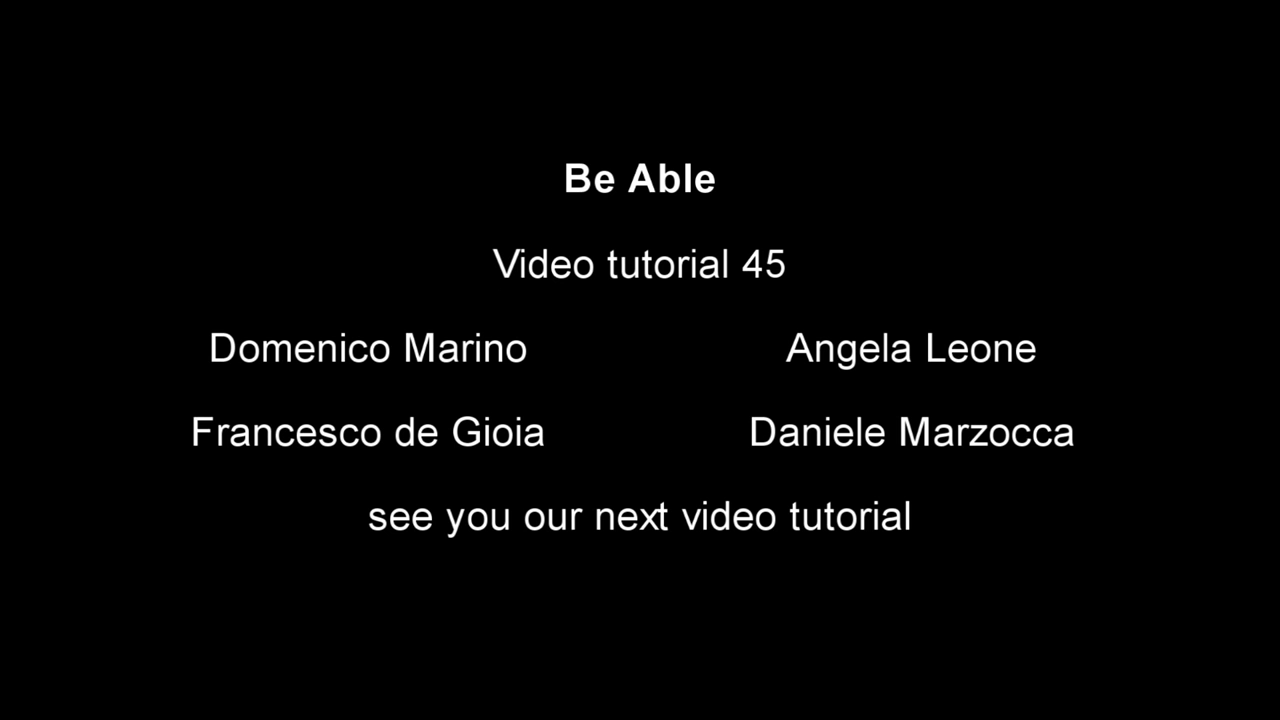 Be Able
Video tutorial 45
Domenico Marino Angela Leone
Francesco de Gioia Daniele Marzocca
see you our next video tutorial